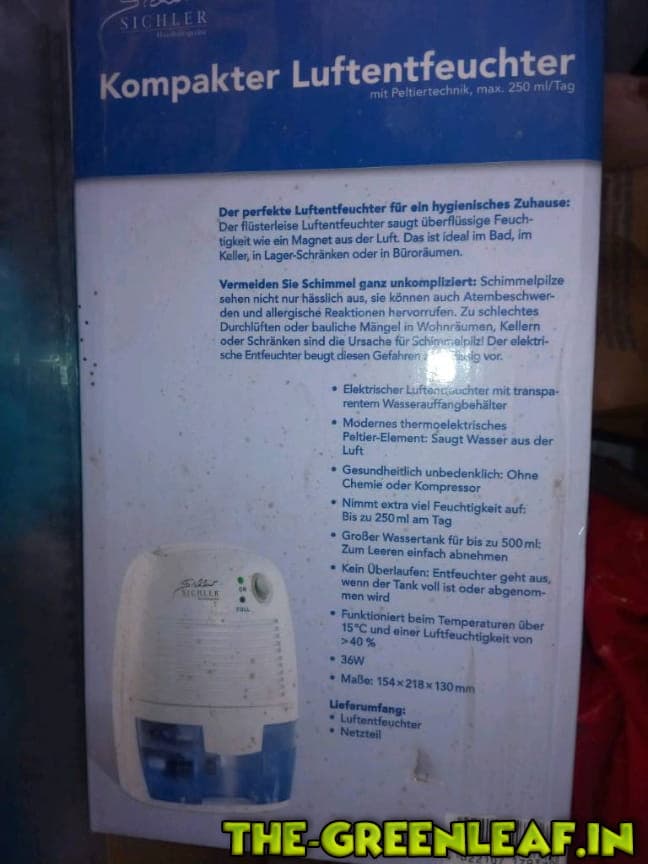 SICHLER
Haushaltsgeräte
Kompakter Luftentfeuchter
mit Peltiertechnik, max. 250 ml/Tag
Der perfekte Luftentfeuchter für ein hygienisches Zuhause:
Der flüsterleise Luftentfeuchter saugt überflüssige Feuch-
tigkeit wie ein Magnet aus der Luft. Das ist ideal im Bad, im
Keller, in Lager-Schränken oder in Büroräumen.
Vermeiden Sie Schimmel ganz unkompliziert: Schimmelpilze
sehen nicht nur hässlich aus, sie können auch Atembeschwer-
den und allergische Reaktionen hervorrufen. Zu schlechtes
Durchlüften oder bauliche Mängel in Wohnräumen, Kellern
oder Schränken sind die Ursache für Schimmelpilz! Der elektri-
sche Entfeuchter beugt diesen Gefahren vor.
• Elektrischer Luftentfeuchter mit transpa-
rentem Wasserauffangbehälter
• Modernes thermoelektrisches
Peltier-Element: Saugt Wasser aus der
Luft
• Gesundheitlich unbedenklich: Ohne
Chemie oder Kompressor
• Nimmt extra viel Feuchtigkeit auf:
Bis zu 250 ml am Tag
• Großer Wassertank für bis zu 500 ml:
Zum Leeren einfach abnehmen
• Kein Überlaufen: Entfeuchter geht aus,
wenn der Tank voll ist oder abgenom-
men wird
• Funktioniert beim Temperaturen über
15°C und einer Luftfeuchtigkeit von
>40 %
• 36W
• Maße: 154 × 218 × 130 mm
Lieferumfang:
• Luftentfeuchter
• Netzteil
SICHLER
ON
FULL
THE-GREENLEAF.IN